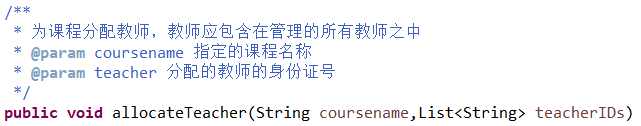 /**
 * 为课程分配教师，教师应包含在管理的所有教师之中
 * @param coursename 指定的课程名称
 * @param teacher 分配的教师的身份证号
 */
public void allocateTeacher(String coursename,List<String> teacherIDs)